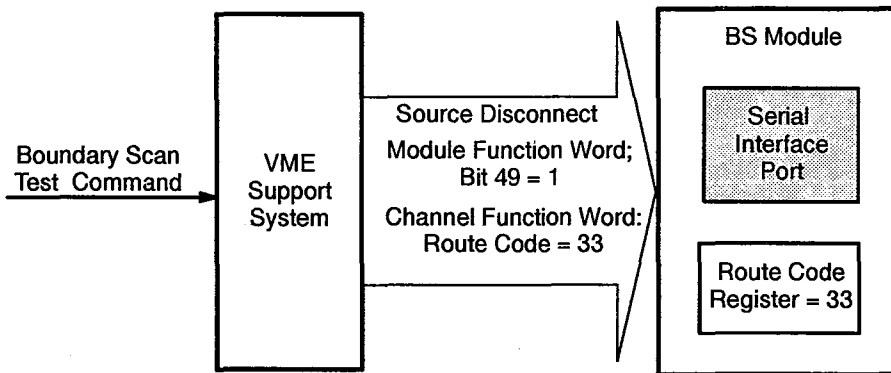 Boundary Scan
Test Command
VME
Support
System
Source Disconnect
Module Function Word;
Bit 49 = 1
Channel Function Word:
Route Code = 33
BS Module
Serial
Interface
Port
Route Code
Register = 33